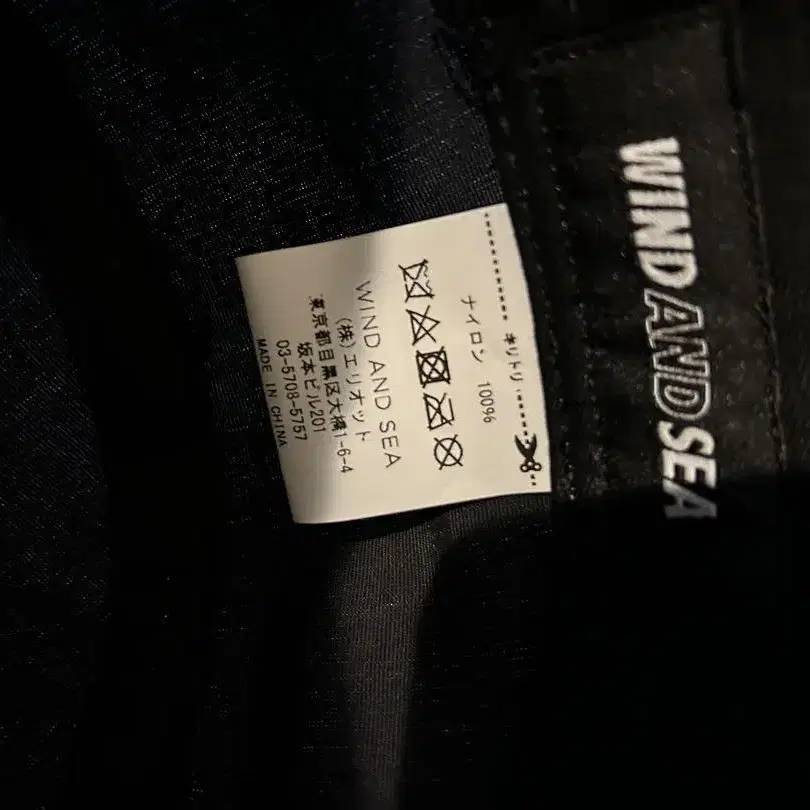 キリトリ
ナイロン 100%
WIND AND SEA
(株)エリオット
東京都目黒区大橋1-6-4
坂本ビル201
03-5708-5757
MADE IN CHINA
WIND AND SEA